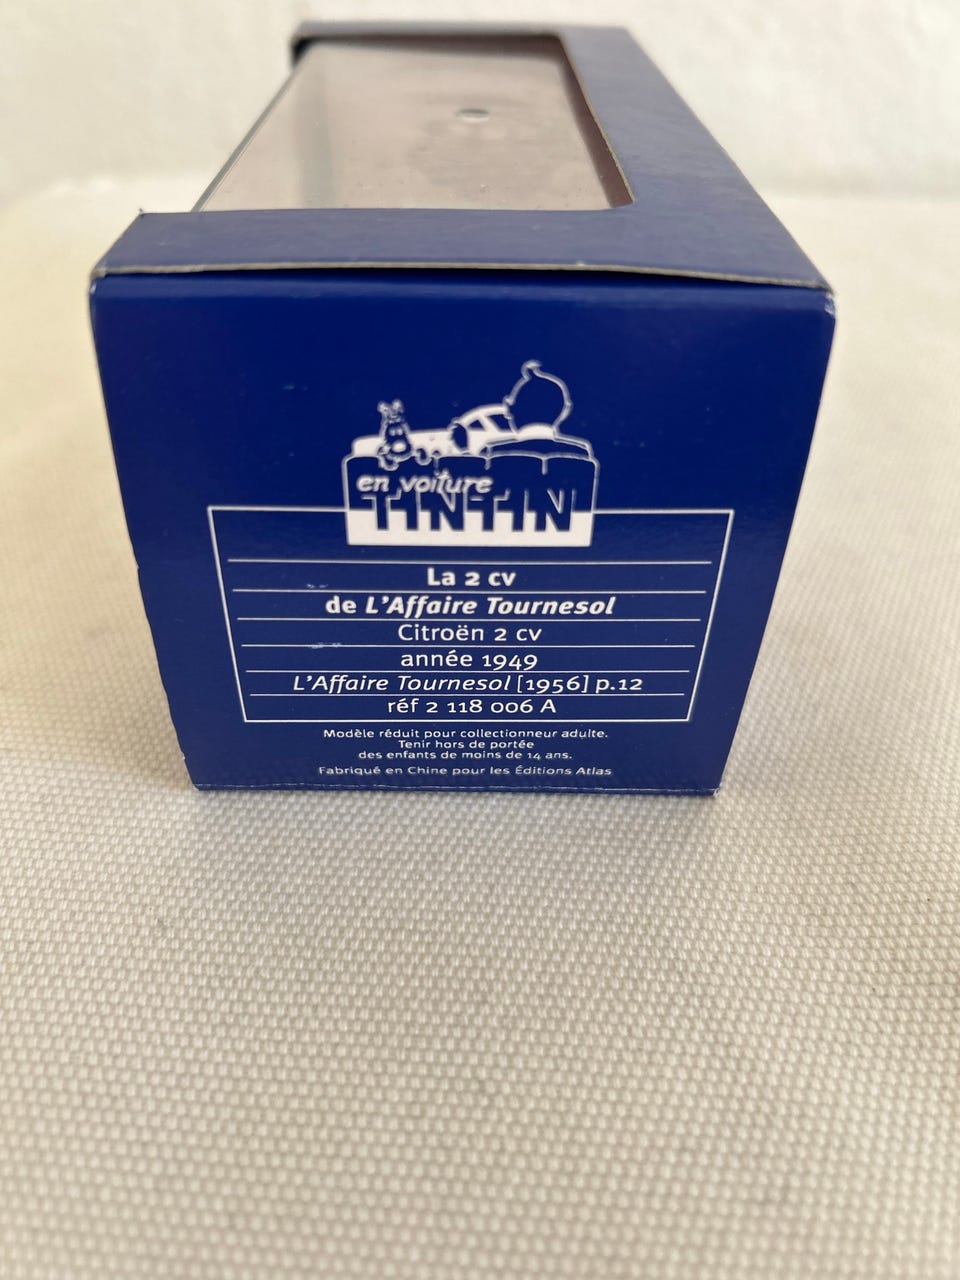 en voiture
TINTIN
La 2 cv
de L'Affaire Tournesol
Citroën 2 cv
année 1949
L'Affaire Tournesol [1956] p.12
réf 2 118 006 A
Modèle réduit pour collectionneur adulte.
Tenir hors de portée
des enfants de moins de 14 ans.
Fabriqué en Chine pour les Éditions Atlas